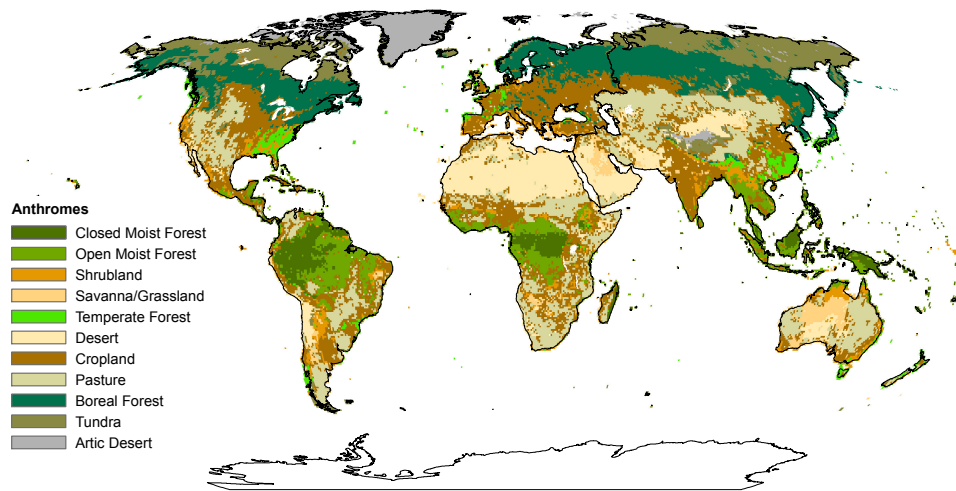 Anthromes
Closed Moist Forest
Open Moist Forest
Shrubland
Savanna/Grassland
Temperate Forest
Desert
Cropland
Pasture
Boreal Forest
Tundra
Artic Desert